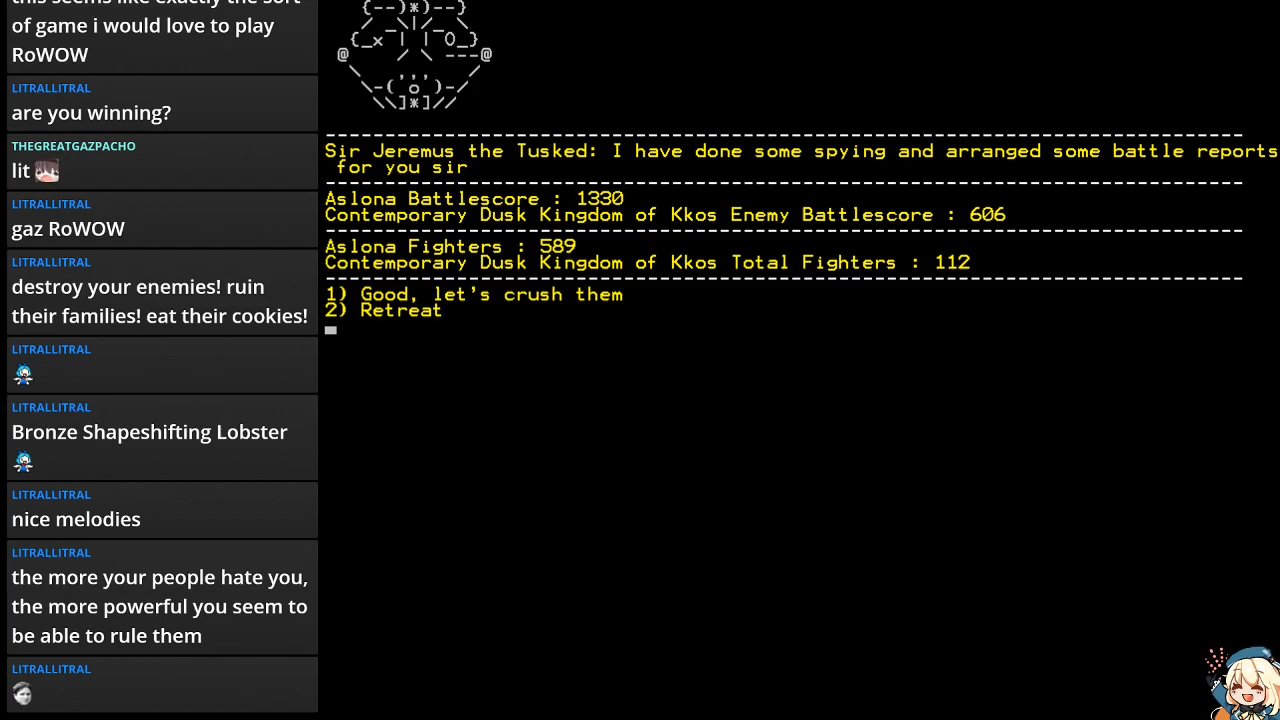 this seems like exactly the sort
of game i would love to play
RoWOW
LITRALLITRAL
are you winning?
THEGREATGAZPACHO
lit
LITRALLITRAL
gaz RoWOW
LITRALLITRAL
destroy your enemies! ruin
their families! eat their cookies!
LITRALLITRAL
LITRALLITRAL
Bronze Shapeshifting Lobster
LITRALLITRAL
nice melodies
LITRALLITRAL
the more your people hate you,
the more powerful you seem to
be able to rule them
LITRALLITRAL
--------------------------------------------------------------------------------
Sir Jeremus the Tusked: I have done some spying and arranged some battle reports
for you sir
--------------------------------------------------------------------------------
Aslona Battlescore : 1330
Contemporary Dusk Kingdom of Kkos Enemy Battlescore : 606
--------------------------------------------------------------------------------
Aslona Fighters : 589
Contemporary Dusk Kingdom of Kkos Total Fighters : 112
--------------------------------------------------------------------------------
1) Good, let's crush them
2) Retreat